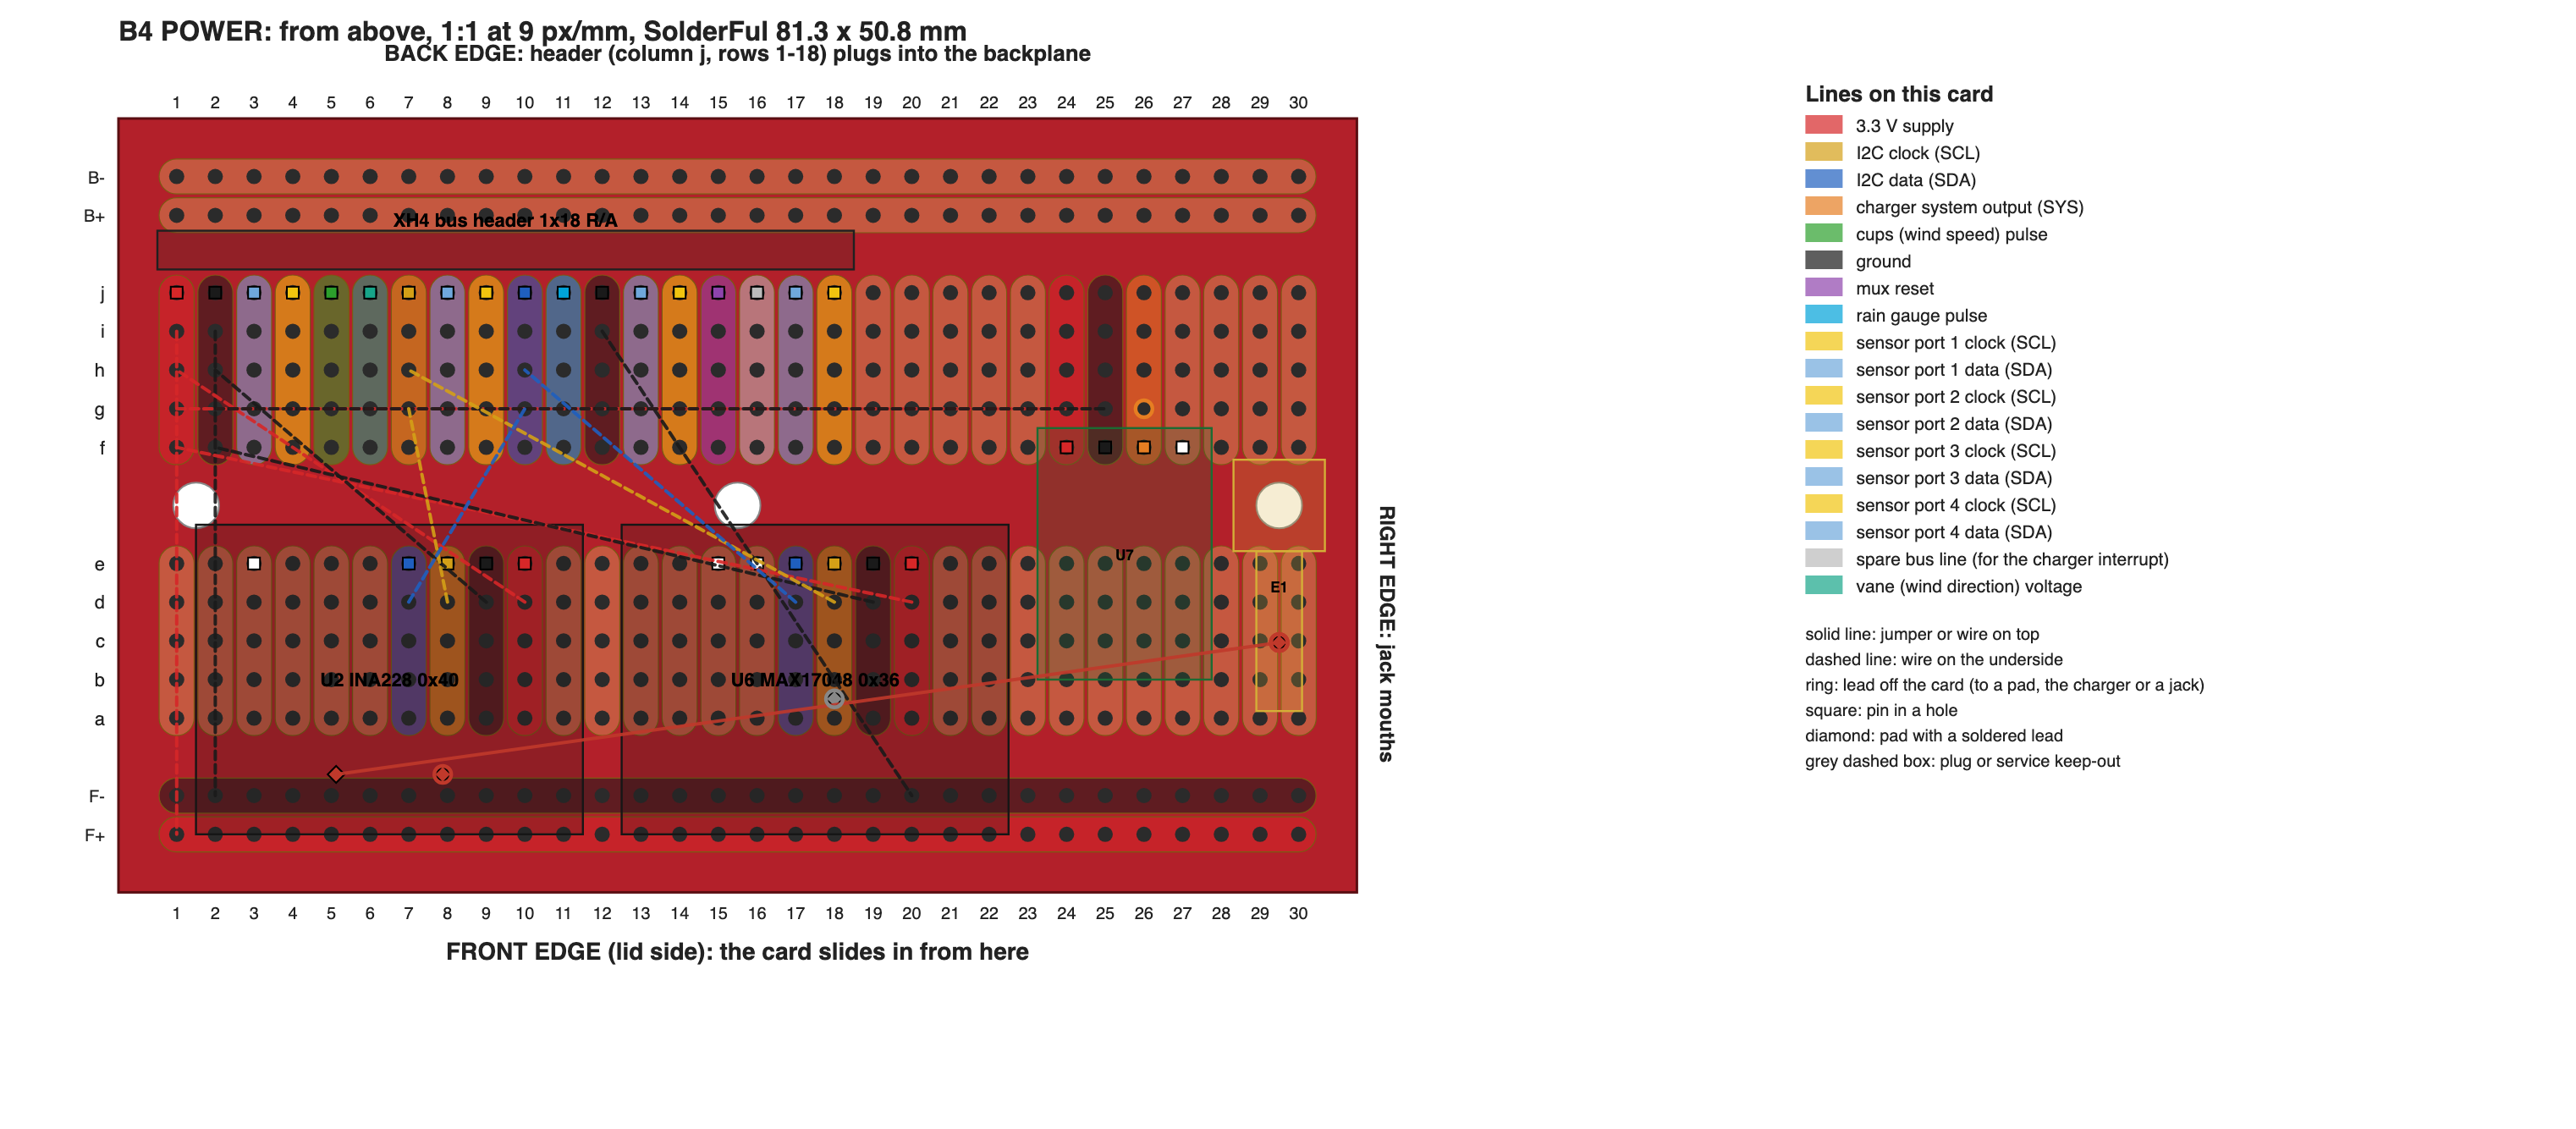 B4 POWER: from above, 1:1 at 9 px/mm, SolderFul 81.3 x 50.8 mm
BACK EDGE: header (column j, rows 1-18) plugs into the backplane
1 2 3 4 5 6 7 8 9 10 11 12 13 14 15 16 17 18 19 20 21 22 23 24 25 26 27 28 29 30
B-
B+
XH4 bus header 1x18 R/A
j
i
h
g
f
e
d
c
b
a
F-
F+
U7
E1
U2 INA228 0x40
U6 MAX17048 0x36
1 2 3 4 5 6 7 8 9 10 11 12 13 14 15 16 17 18 19 20 21 22 23 24 25 26 27 28 29 30
FRONT EDGE (lid side): the card slides in from here
RIGHT EDGE: jack mouths
Lines on this card
3.3 V supply
I2C clock (SCL)
I2C data (SDA)
charger system output (SYS)
cups (wind speed) pulse
ground
mux reset
rain gauge pulse
sensor port 1 clock (SCL)
sensor port 1 data (SDA)
sensor port 2 clock (SCL)
sensor port 2 data (SDA)
sensor port 3 clock (SCL)
sensor port 3 data (SDA)
sensor port 4 clock (SCL)
sensor port 4 data (SDA)
spare bus line (for the charger interrupt)
vane (wind direction) voltage
solid line: jumper or wire on top
dashed line: wire on the underside
ring: lead off the card (to a pad, the charger or a jack)
square: pin in a hole
diamond: pad with a soldered lead
grey dashed box: plug or service keep-out